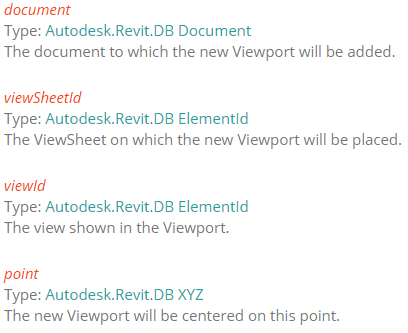 document
Type: Autodesk.Revit.DB Document
The document to which the new Viewport will be added.
viewSheetId
Type: Autodesk.Revit.DB ElementId
The ViewSheet on which the new Viewport will be placed.
viewId
Type: Autodesk.Revit.DB ElementId
The view shown in the Viewport.
point
Type: Autodesk.Revit.DB XYZ
The new Viewport will be centered on this point.